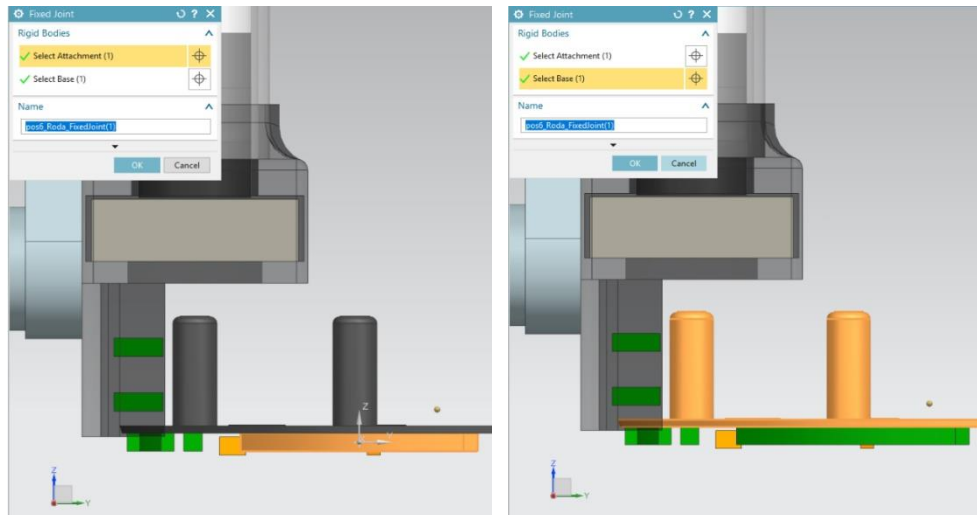 Fixed Joint
Rigid Bodies
Select Attachment (1)
Select Base (1)
Name
pos6_Roda_FixedJoint(1)
OK Cancel
Z
Y
Z
Y
Fixed Joint
Rigid Bodies
Select Attachment (1)
Select Base (1)
Name
pos6_Roda_FixedJoint(1)
OK Cancel
Z
Y